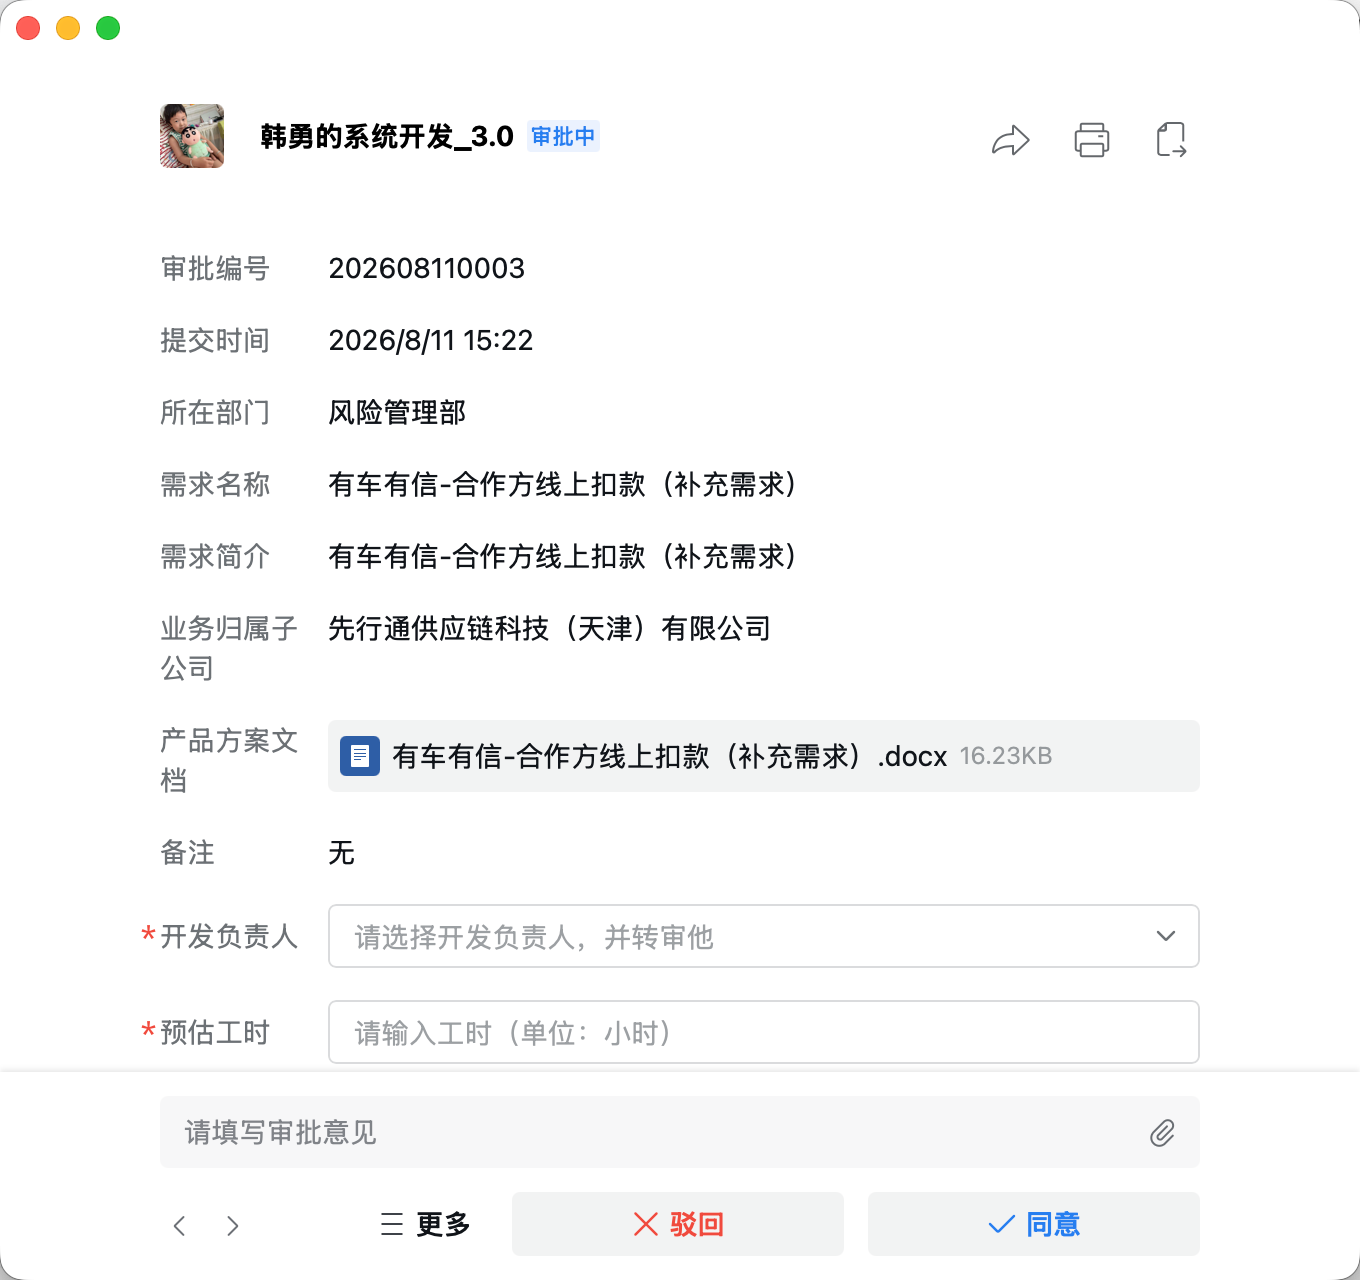 韩勇的系统开发_3.0 审批中
审批编号 202608110003
提交时间 2026/8/11 15:22
所在部门 风险管理部
需求名称 有车有信-合作方线上扣款（补充需求）
需求简介 有车有信-合作方线上扣款（补充需求）
业务归属子 先行通供应链科技（天津）有限公司
公司
产品方案文
档
有车有信-合作方线上扣款（补充需求）.docx 16.23KB
备注 无
*开发负责人 请选择开发负责人，并转审他
*预估工时 请输入工时（单位：小时）
请填写审批意见
更多 驳回 同意